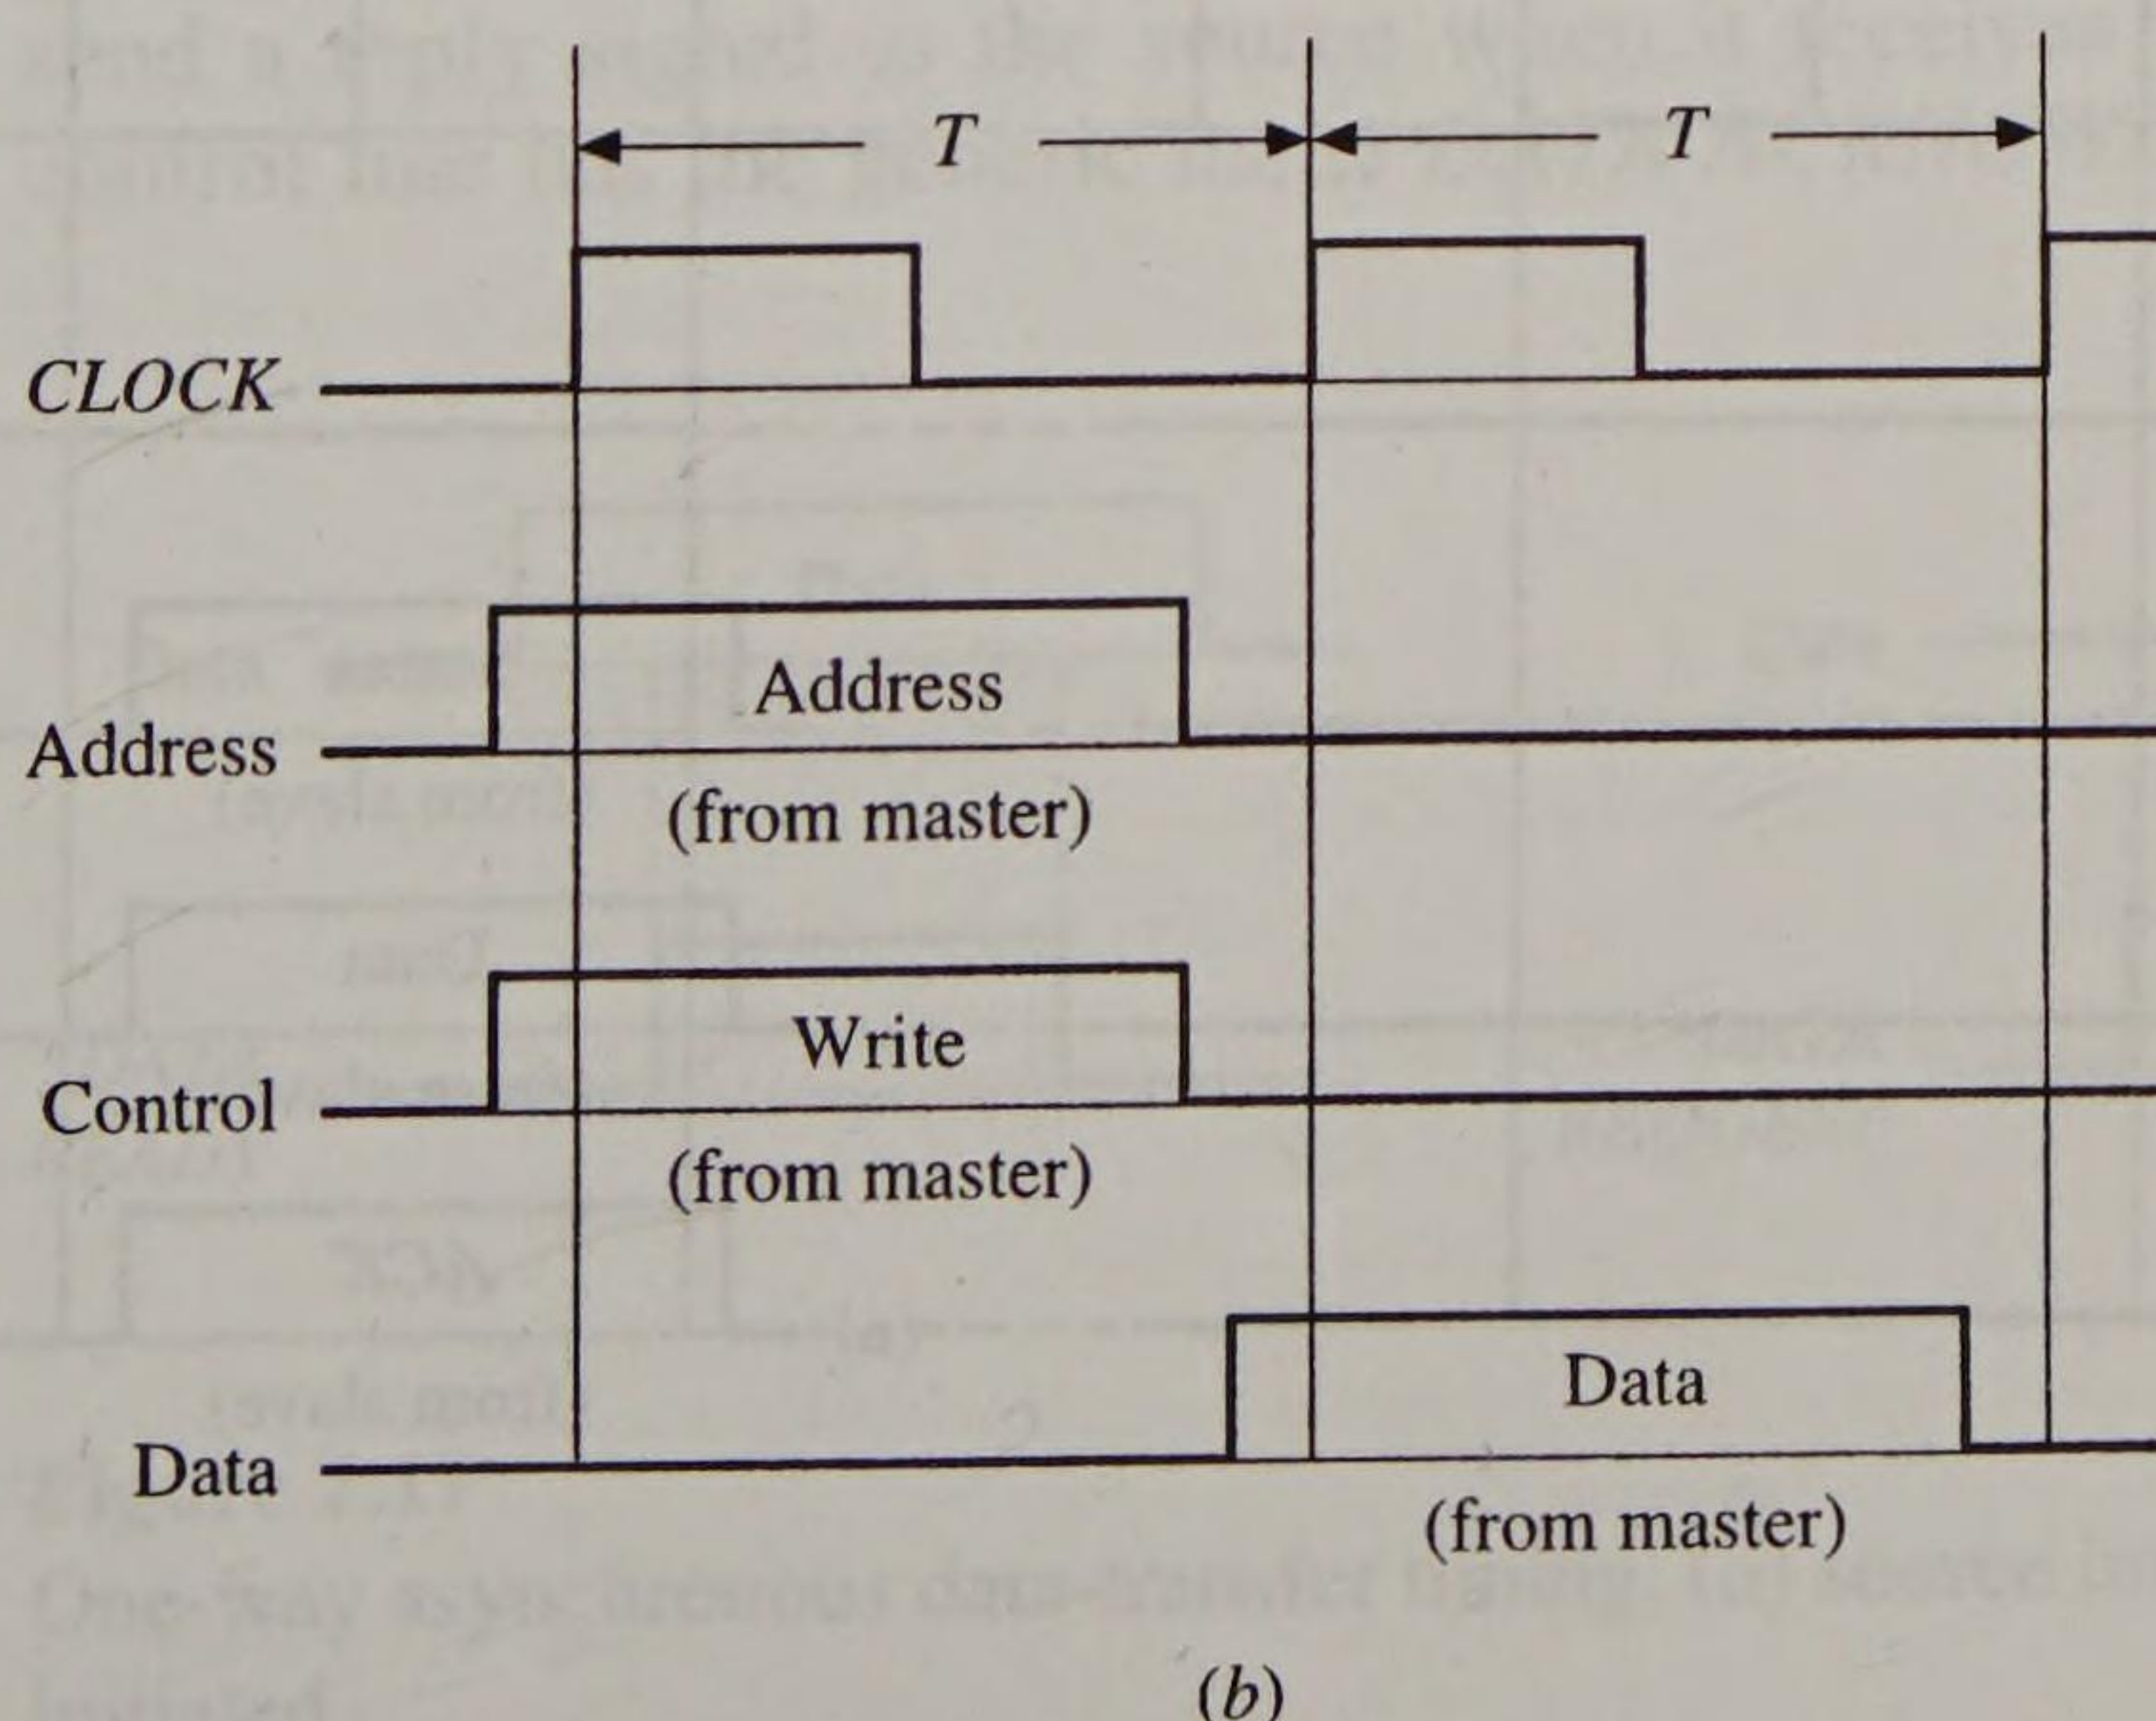 T T
CLOCK
Address
Address
(from master)
Write
Control
(from master)
Data
Data
(from master)
(b)